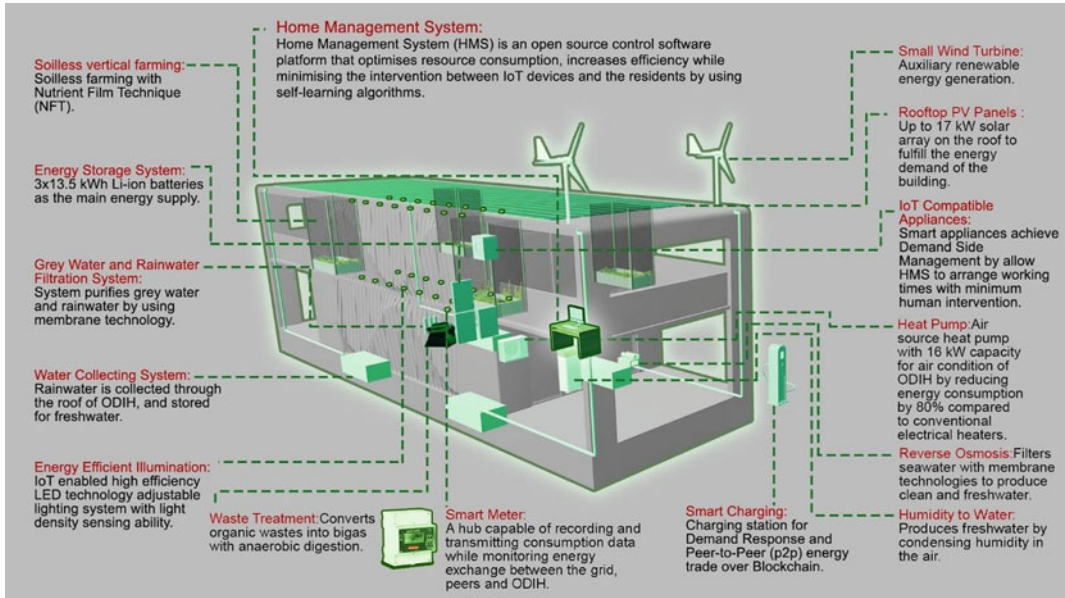 Home Management System:
Home Management System (HMS) is an open source control software
platform that optimises resource consumption, increases efficiency while
minimising the intervention between IoT devices and the residents by using
self-learning algorithms.
Soilless vertical farming:
Soilless farming with
Nutrient Film Technique
(NFT).
Energy Storage System:
3x13.5 kWh Li-ion batteries
as the main energy supply.
Grey Water and Rainwater
Filtration System:
System purifies grey water
and rainwater by using
membrane technology.
Water Collecting System:
Rainwater is collected through
the roof of ODIH, and stored
for freshwater.
Energy Efficient Illumination:
IoT enabled high efficiency
LED technology adjustable
lighting system with light
density sensing ability.
Waste Treatment:Converts
organic wastes into bigas
with anaerobic digestion.
Smart Meter:
A hub capable of recording and
transmitting consumption data
while monitoring energy
exchange between the grid,
peers and ODIH.
Smart Charging:
Charging station for
Demand Response and
Peer-to-Peer (p2p) energy
trade over Blockchain.
Small Wind Turbine:
Auxiliary renewable
energy generation.
Rooftop PV Panels :
Up to 17 kW solar
array on the roof to
fulfill the energy
demand of the
building.
IoT Compatible
Appliances:
Smart appliances achieve
Demand Side
Management by allow
HMS to arrange working
times with minimum
human intervention.
Heat Pump:Air
source heat pump
with 16 kW capacity
for air condition of
ODIH by reducing
energy consumption
by 80% compared
to conventional
electrical heaters.
Reverse Osmosis:Filters
seawater with membrane
technologies to produce
clean and freshwater.
Humidity to Water:
Produces freshwater by
condensing humidity in
the air.